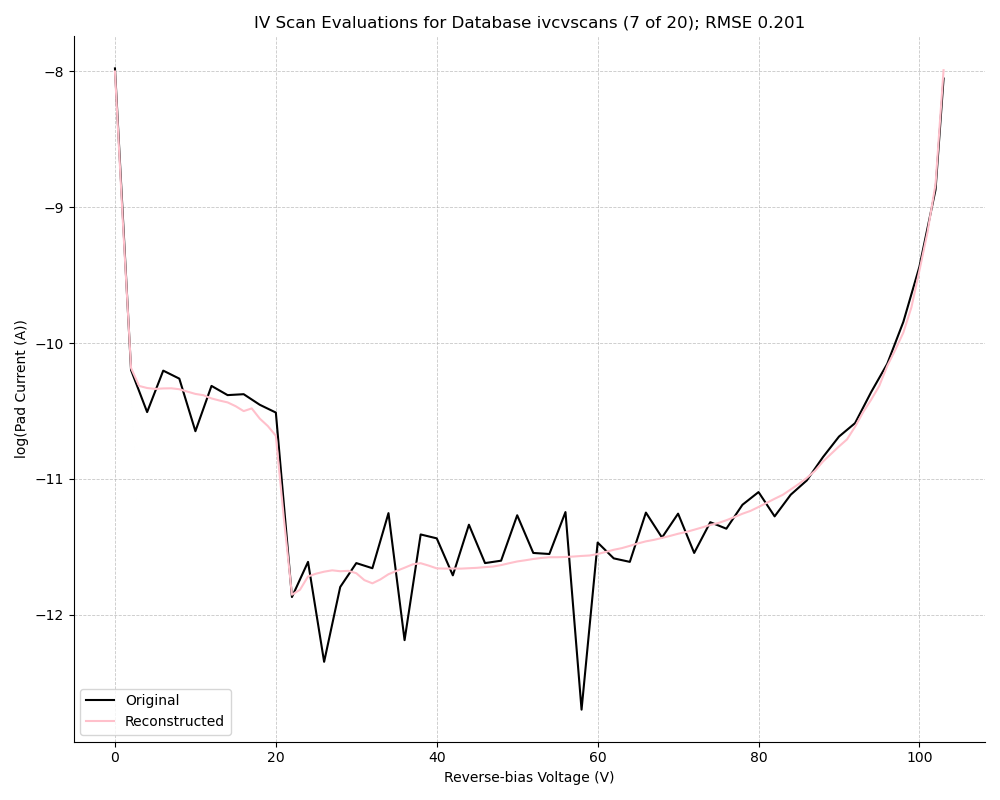 IV Scan Evaluations for Database ivcvscans (7 of 20); RMSE 0.201
log(Pad Current (A))
−8
−9
−10
−11
−12
Original
Reconstructed
0 20 40 60 80 100
Reverse-bias Voltage (V)